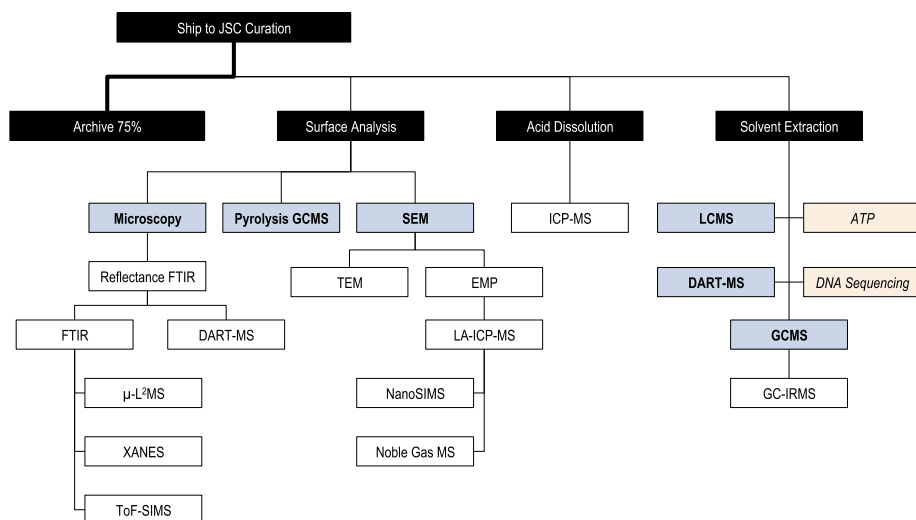 Ship to JSC Curation
Archive 75%
Surface Analysis
Acid Dissolution
Solvent Extraction
Microscopy
Pyrolysis GCMS
SEM
ICP-MS
LCMS
ATP
Reflectance FTIR
TEM
EMP
DART-MS
DNA Sequencing
FTIR
DART-MS
LA-ICP-MS
GCMS
µ-L²MS
NanoSIMS
GC-IRMS
XANES
Noble Gas MS
ToF-SIMS